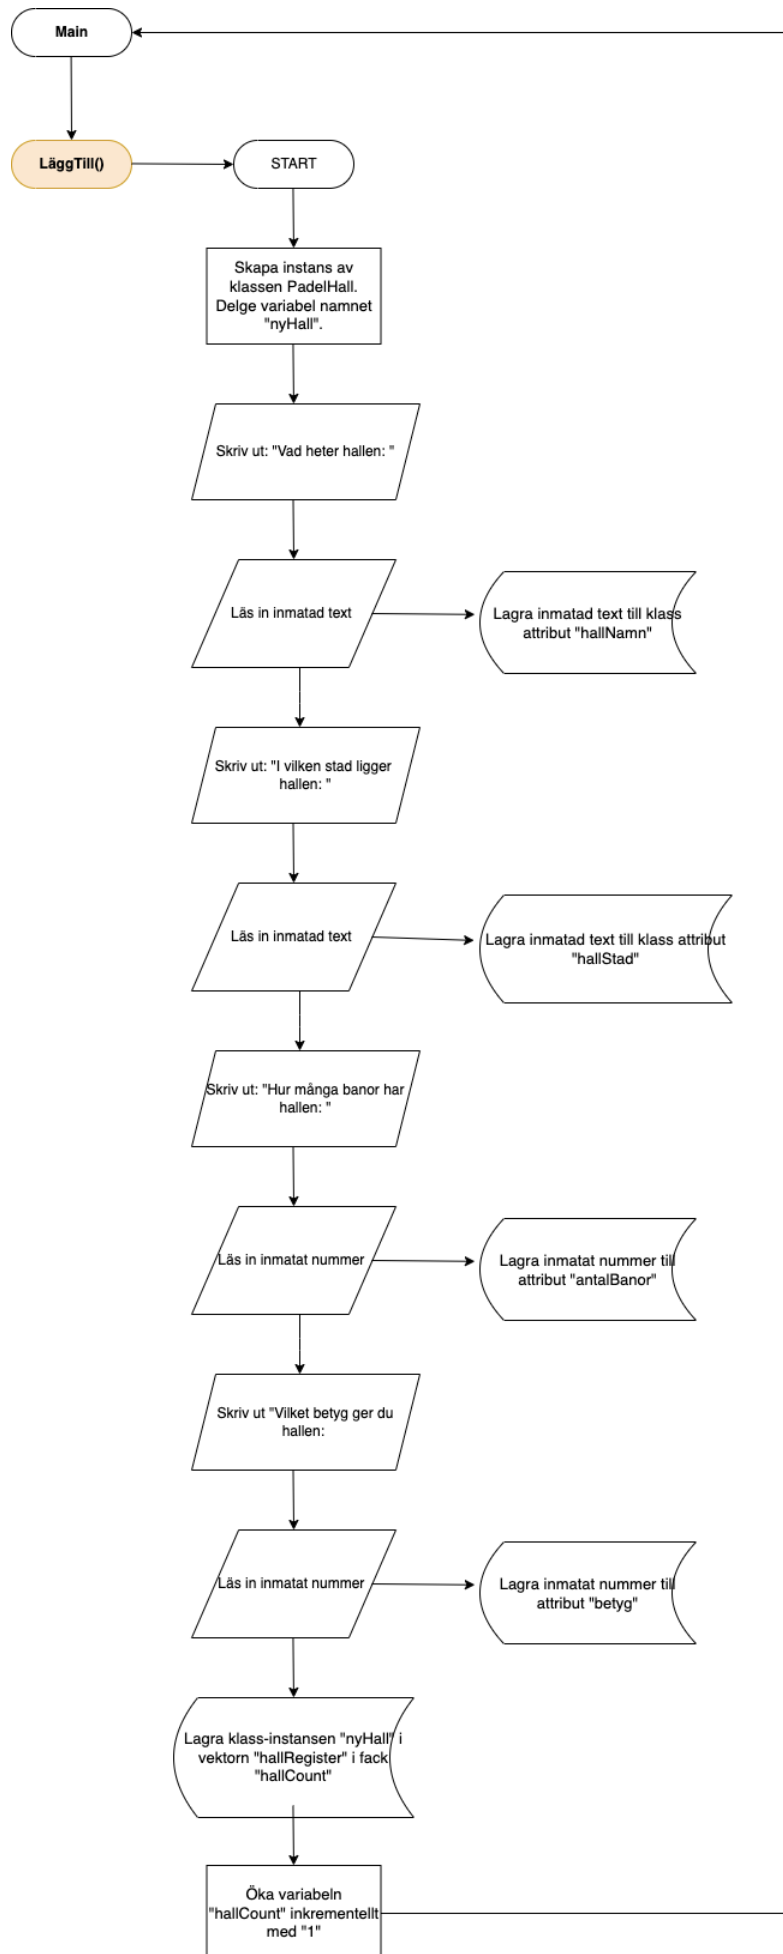 Main
LäggTill()
START
Skapa instans av
klassen PadelHall.
Delge variabel namnet
"nyHall".
Skriv ut: "Vad heter hallen: "
Läs in inmatad text
Lagra inmatad text till klass
attribut "hallNamn"
Skriv ut: "I vilken stad ligger
hallen: "
Läs in inmatad text
Lagra inmatad text till klass attribut
"hallStad"
Skriv ut: "Hur många banor har
hallen: "
Läs in inmatat nummer
Lagra inmatat nummer till
attribut "antalBanor"
Skriv ut "Vilket betyg ger du
hallen:
Läs in inmatat nummer
Lagra inmatat nummer till
attribut "betyg"
Lagra klass-instansen "nyHall" i
vektorn "hallRegister" i fack
"hallCount"
Öka variabeln
"hallCount" inkrementellt
med "1"